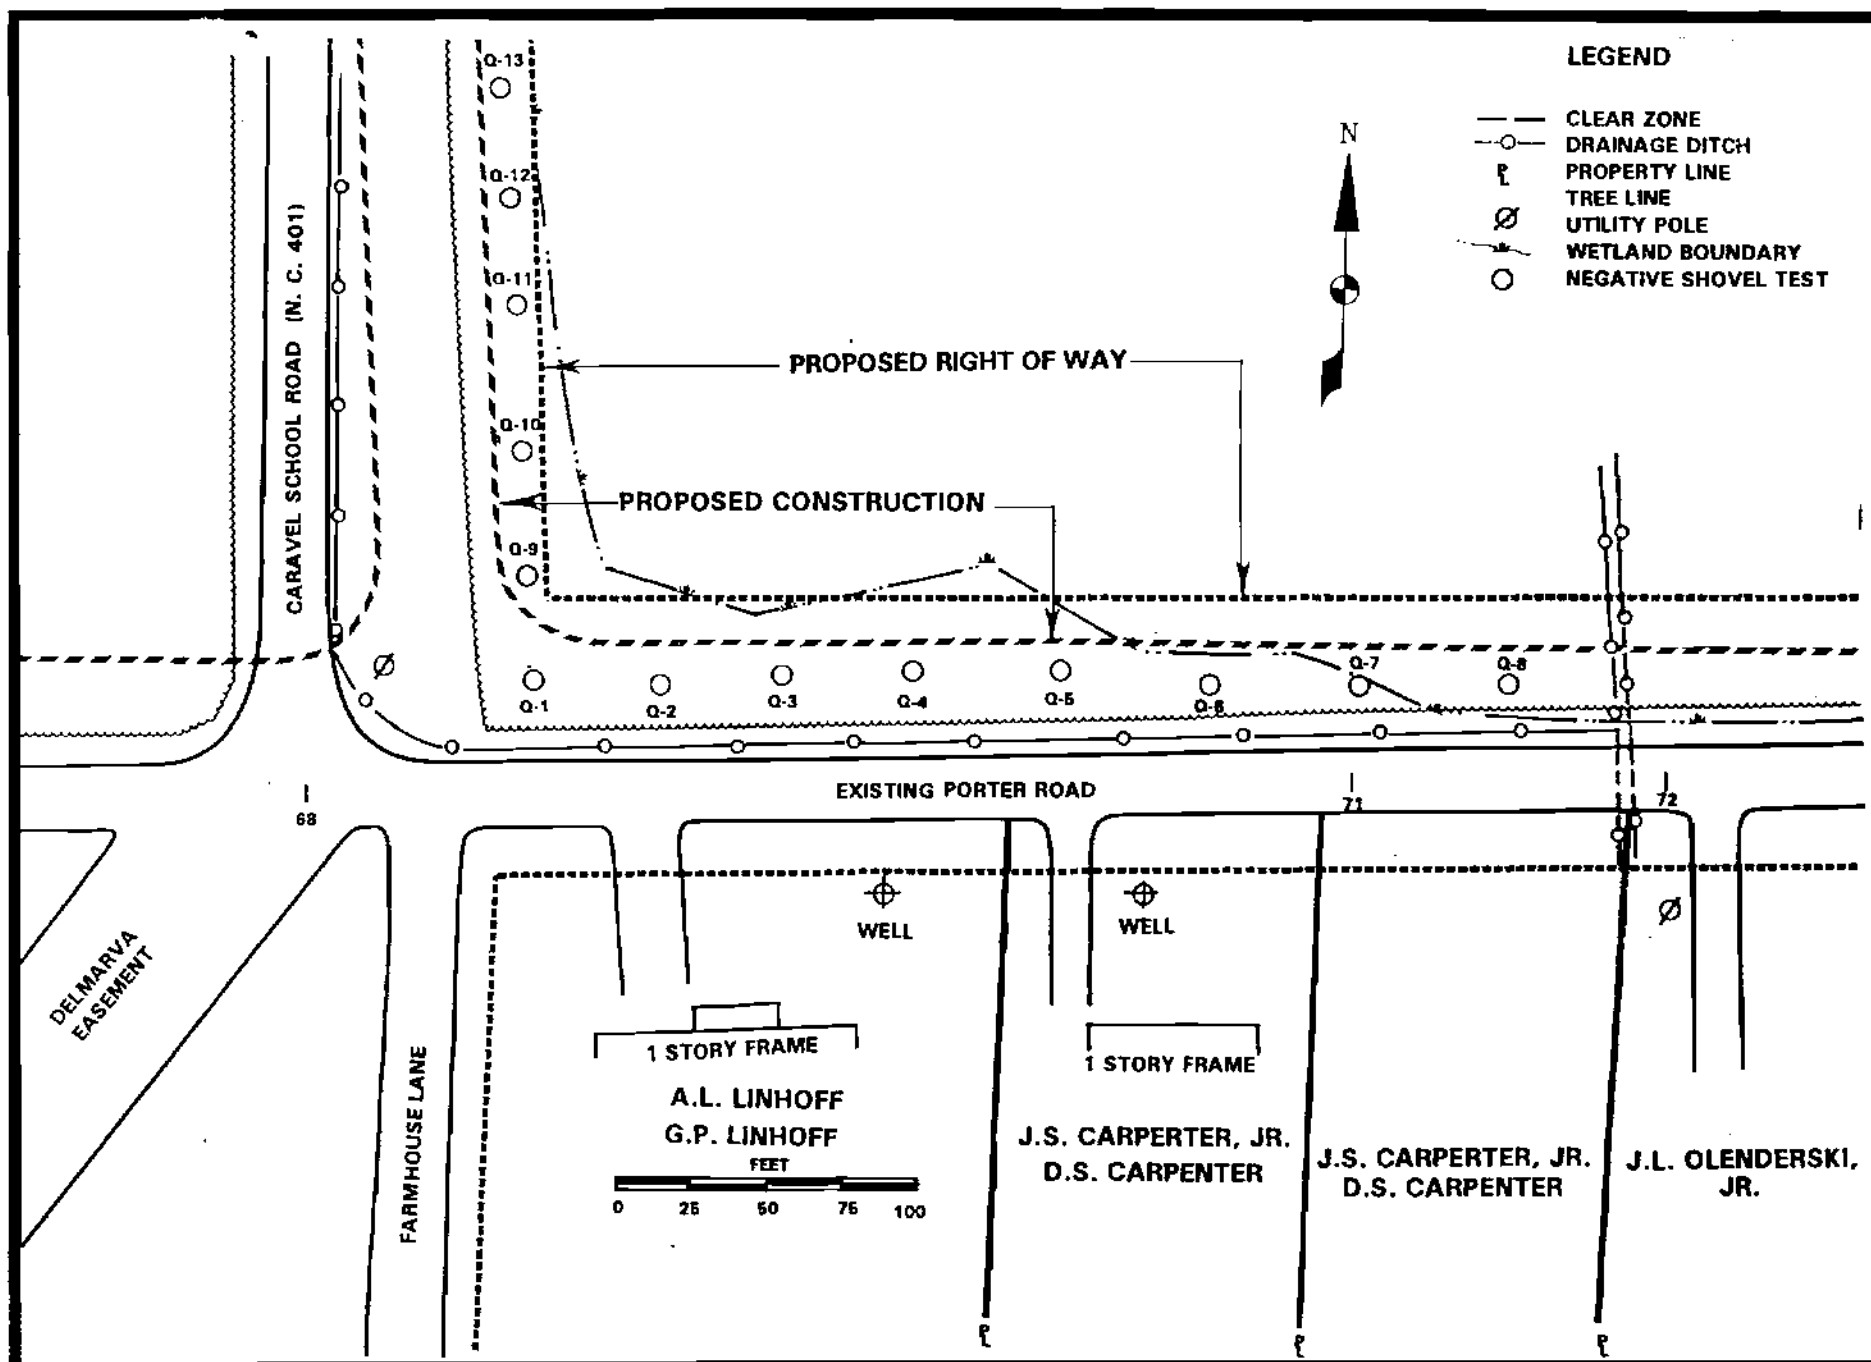 LEGEND
CLEAR ZONE
DRAINAGE DITCH
PROPERTY LINE
TREE LINE
UTILITY POLE
WETLAND BOUNDARY
NEGATIVE SHOVEL TEST
N
Q-13
Q-12
Q-11
Q-10
Q-9
CARAVEL SCHOOL ROAD (N. C. 401)
PROPOSED RIGHT OF WAY
PROPOSED CONSTRUCTION
Q-1
Q-2
Q-3
Q-4
Q-5
Q-6
Q-7
Q-8
EXISTING PORTER ROAD
68
71
72
WELL
WELL
DELMARVA
EASEMENT
FARMHOUSE LANE
1 STORY FRAME
1 STORY FRAME
A.L. LINHOFF
G.P. LINHOFF
FEET
0 25 50 75 100
J.S. CARPERTER, JR.
D.S. CARPENTER
J.S. CARPERTER, JR.
D.S. CARPENTER
J.L. OLENDERSKI,
JR.